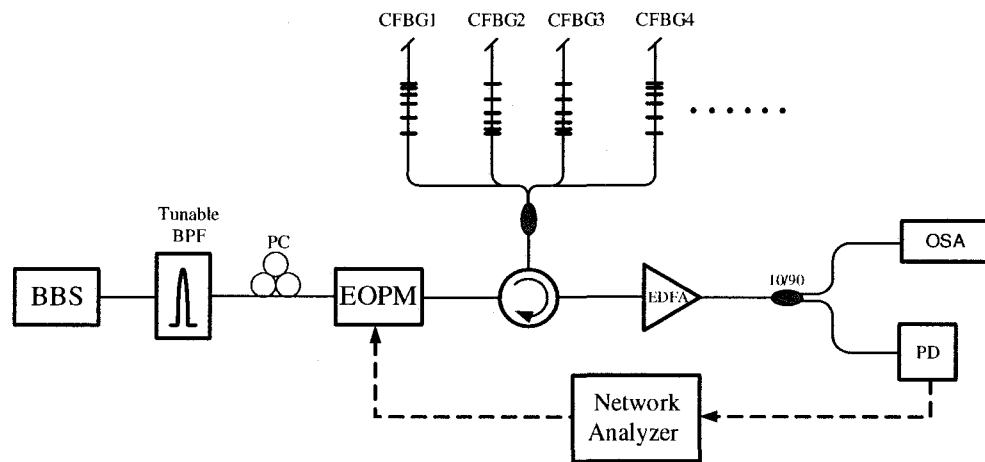 CFBG1 CFBG2 CFBG3 CFBG4
Tunable
BPF
PC
BBS
EOPM
EDFA
10/90
OSA
PD
Network
Analyzer